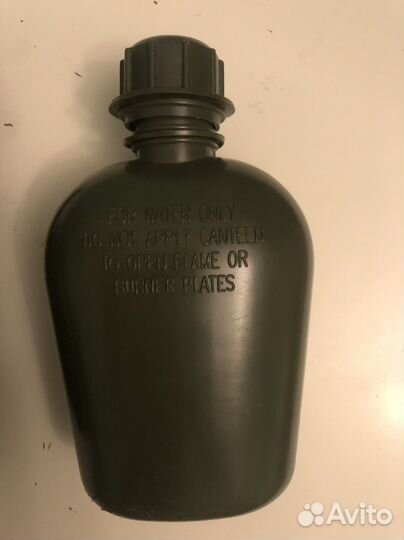 FOR WATER ONLY
DO NOT APPLY CANTEEN
TO OPEN FLAME OR
BURNER PLATES
Avito